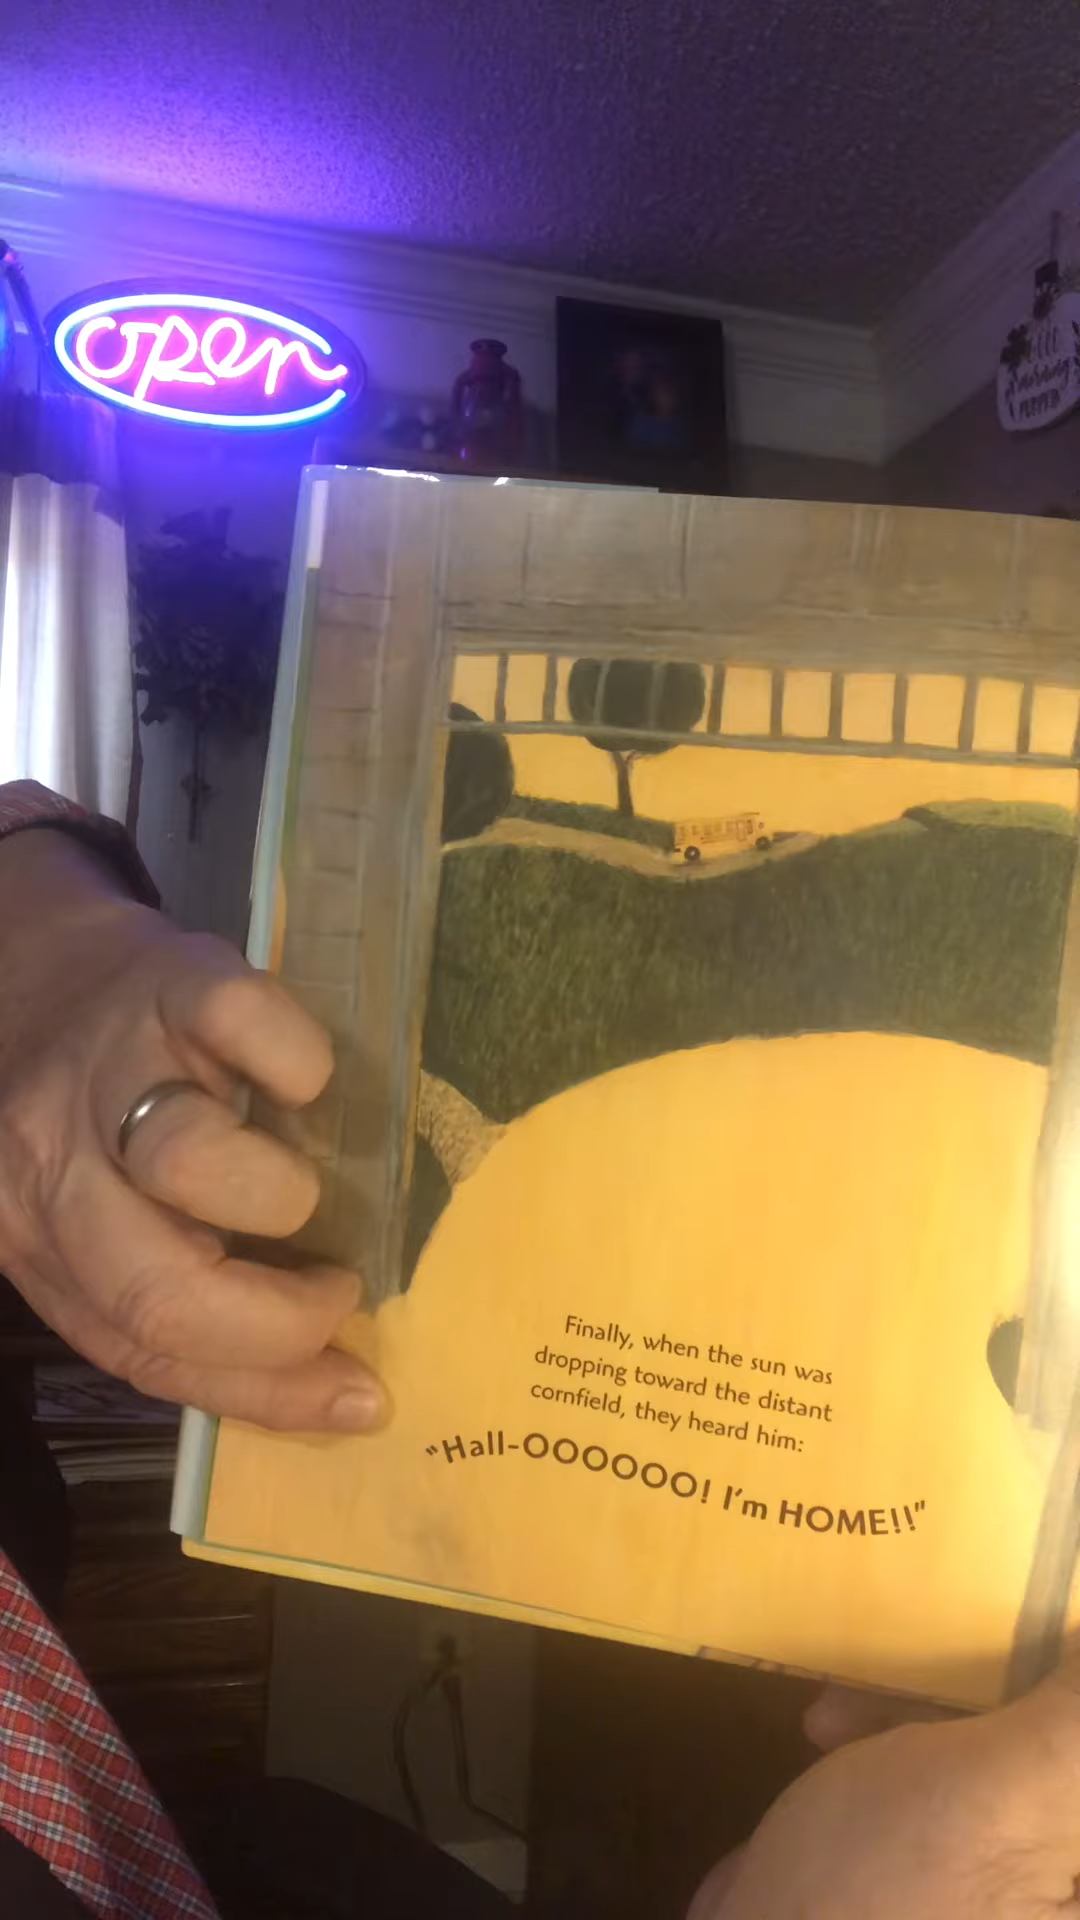 open
Finally, when the sun was
dropping toward the distant
cornfield, they heard him:
"Hall-OOOOOO! I'm HOME!!"